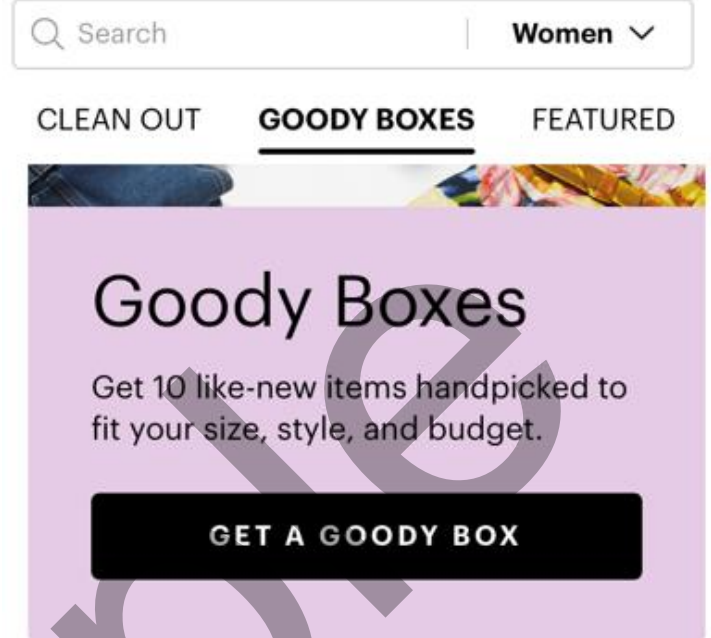 Search
Women
CLEAN OUT
GOODY BOXES
FEATURED
Goody Boxes
Get 10 like-new items handpicked to
fit your size, style, and budget.
GET A GOODY BOX